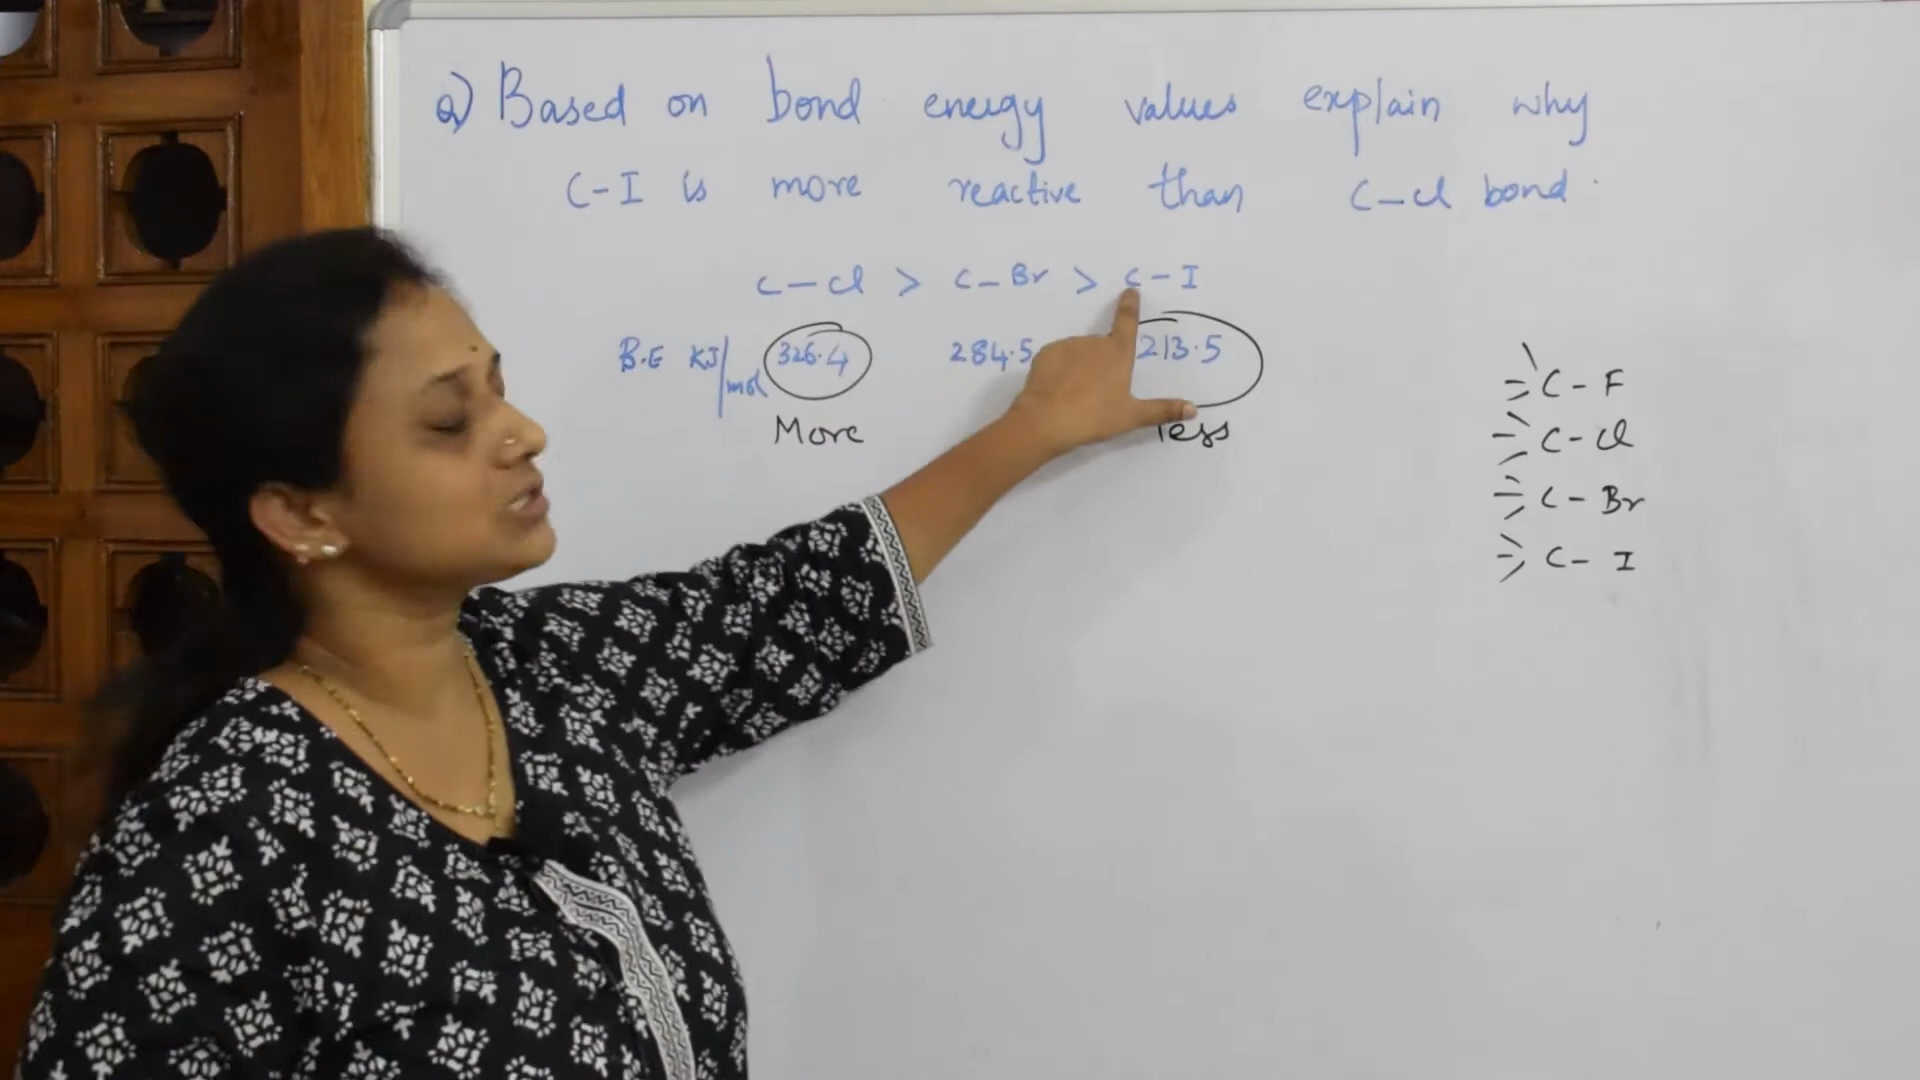 Q) Based on bond energy values explain why
C-I is more reactive than C-Cl bond.
C-Cl > C-Br > C-I
B.E KJ/mol 326.4 284.5 213.5
More less
C-F
C-Cl
C-Br
C-I